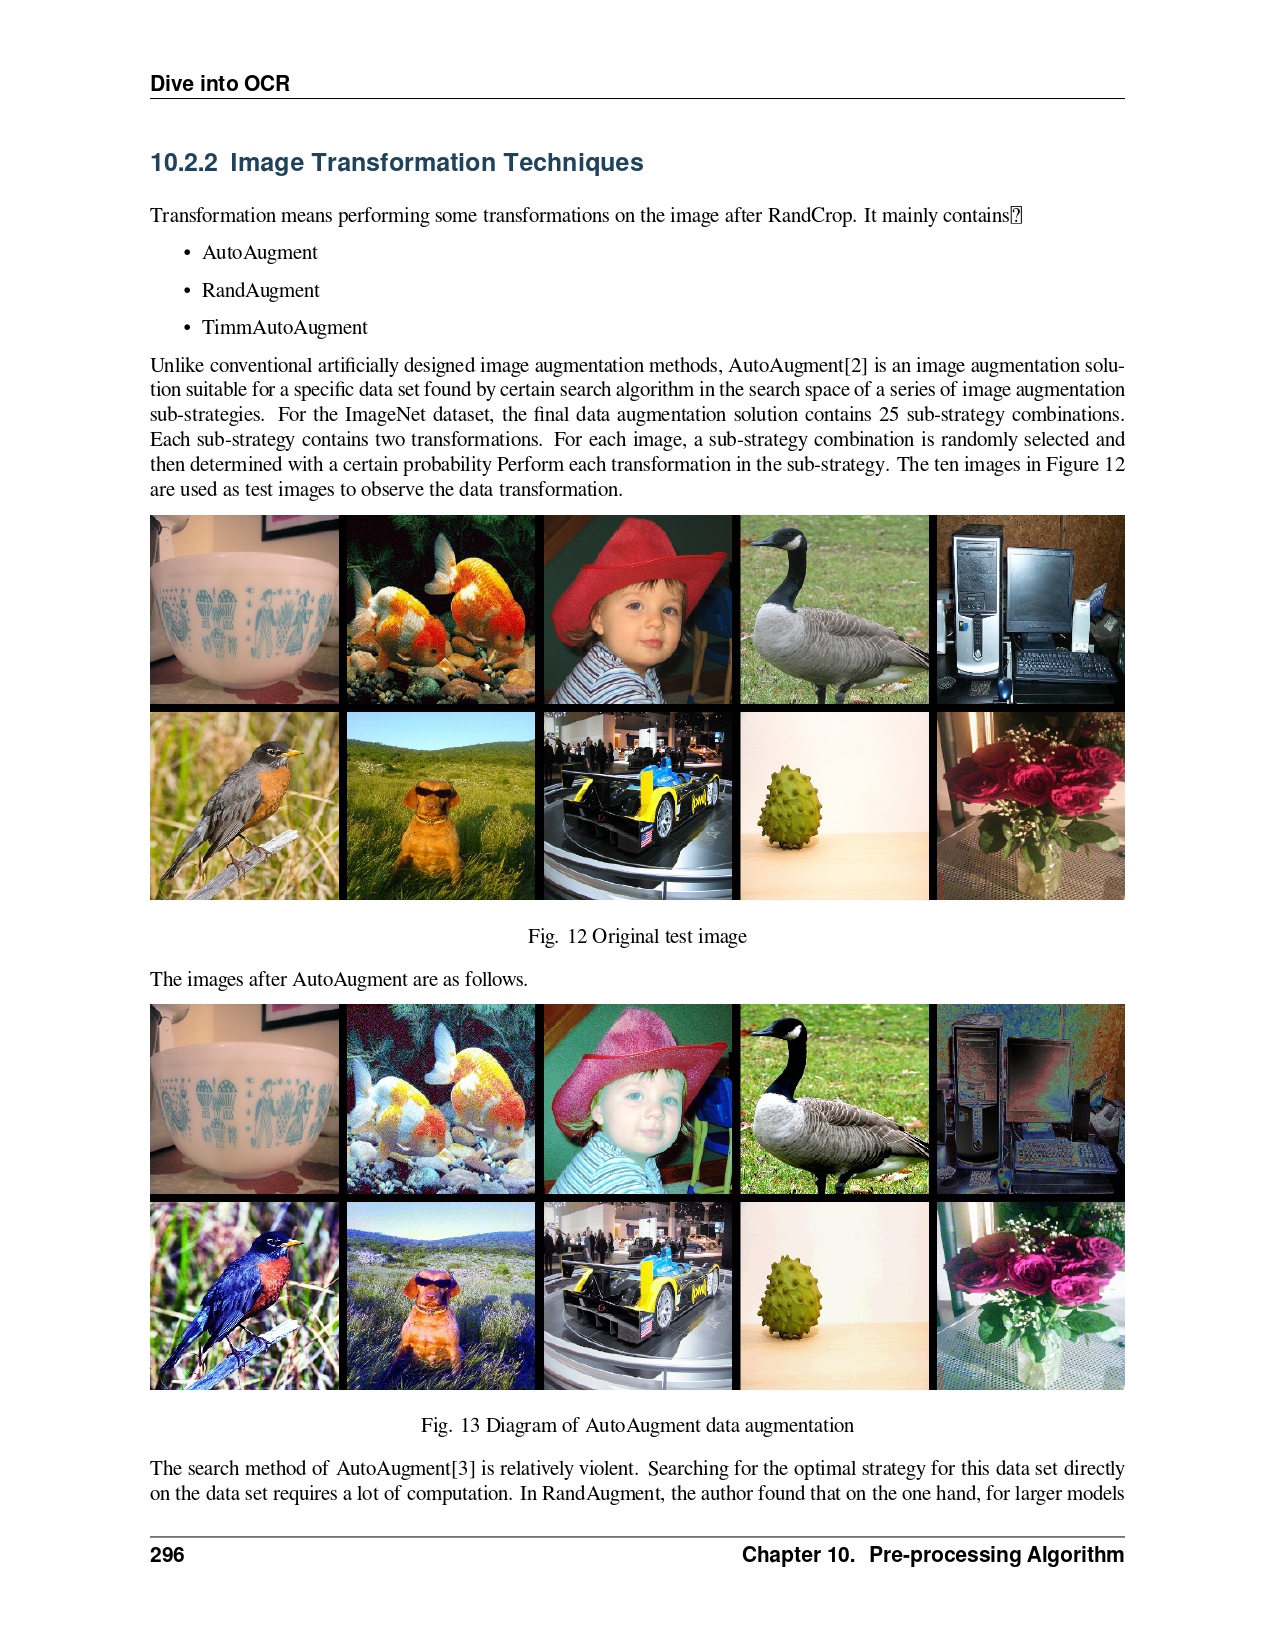 Dive into OCR
10.2.2 Image Transformation Techniques
Transformation means performing some transformations on the image after RandCrop. It mainly contains?
• AutoAugment
• RandAugment
• TimmAutoAugment
Unlike conventional artificially designed image augmentation methods, AutoAugment[2] is an image augmentation solu-
tion suitable for a specific data set found by certain search algorithm in the search space of a series of image augmentation
sub-strategies. For the ImageNet dataset, the final data augmentation solution contains 25 sub-strategy combinations.
Each sub-strategy contains two transformations. For each image, a sub-strategy combination is randomly selected and
then determined with a certain probability Perform each transformation in the sub-strategy. The ten images in Figure 12
are used as test images to observe the data transformation.
Fig. 12 Original test image
The images after AutoAugment are as follows.
Fig. 13 Diagram of AutoAugment data augmentation
The search method of AutoAugment[3] is relatively violent. Searching for the optimal strategy for this data set directly
on the data set requires a lot of computation. In RandAugment, the author found that on the one hand, for larger models
296 Chapter 10. Pre-processing Algorithm